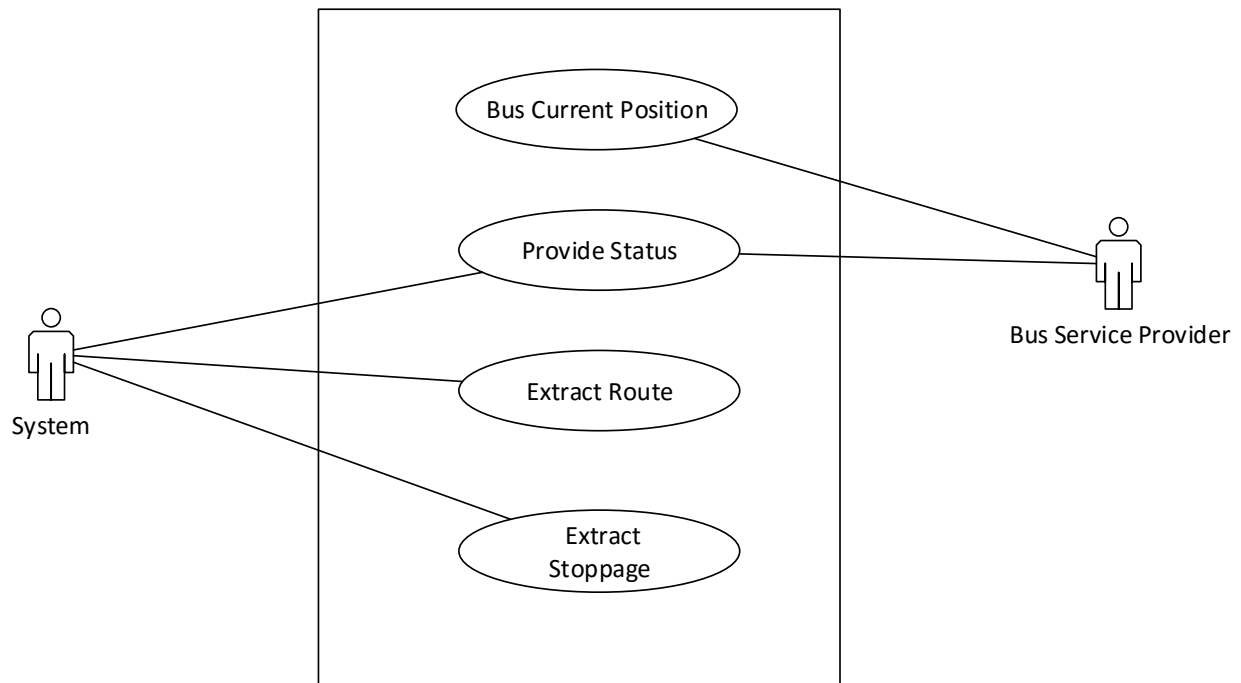 Bus Current Position
Provide Status
Bus Service Provider
Extract Route
System
Extract
Stoppage